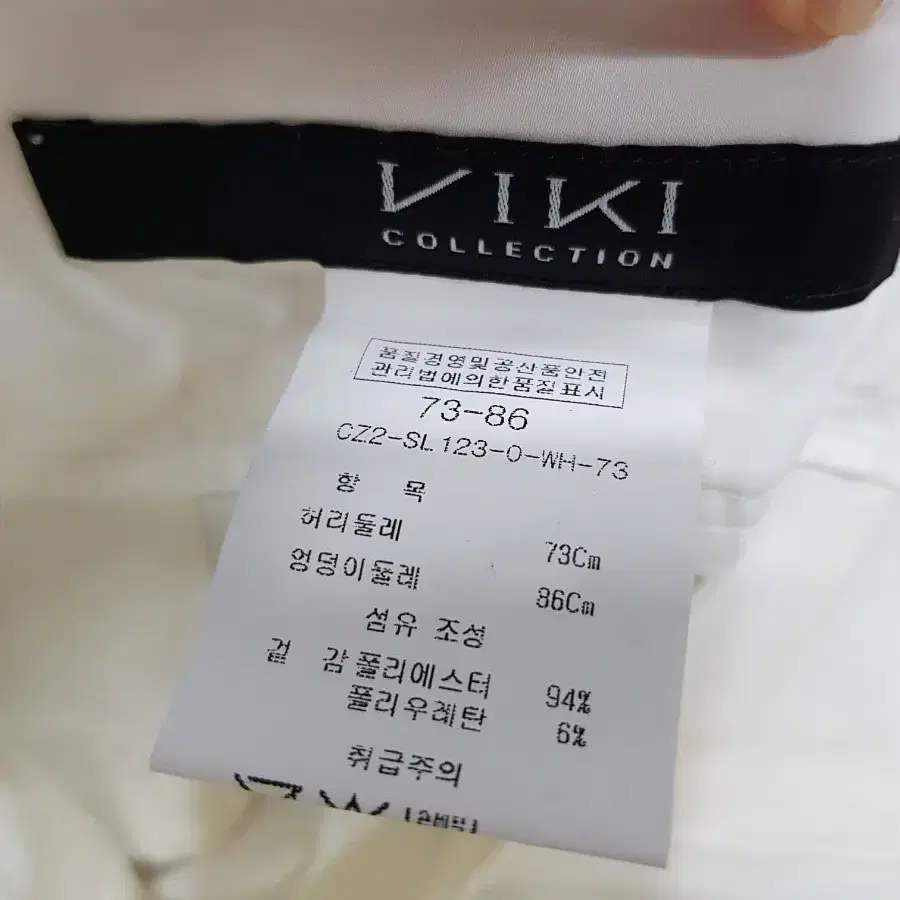 VIKI
COLLECTION
품질경영및공산품안전
관리법에의한품질표시
73-86
CZ2-SL123-0-WH-73
항 목
허리둘레 73Cm
엉덩이둘레 86Cm
섬유 조성
겉 감 폴리에스터 94%
폴리우레탄 6%
취급주의